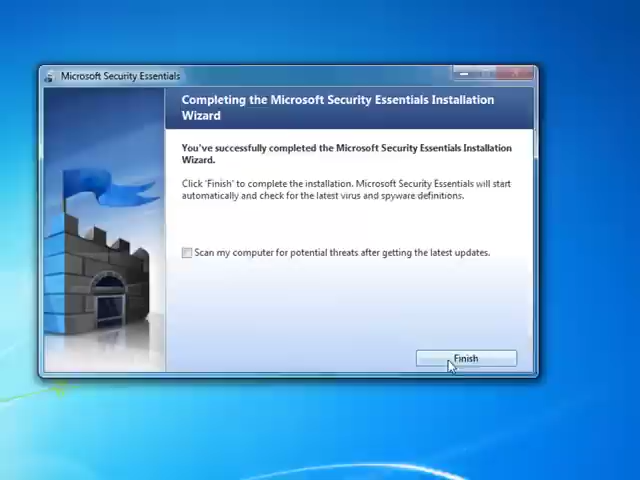 Microsoft Security Essentials
Completing the Microsoft Security Essentials Installation
Wizard
You've successfully completed the Microsoft Security Essentials Installation
Wizard.
Click 'Finish' to complete the installation. Microsoft Security Essentials will start
automatically and check for the latest virus and spyware definitions.
Scan my computer for potential threats after getting the latest updates.
Finish